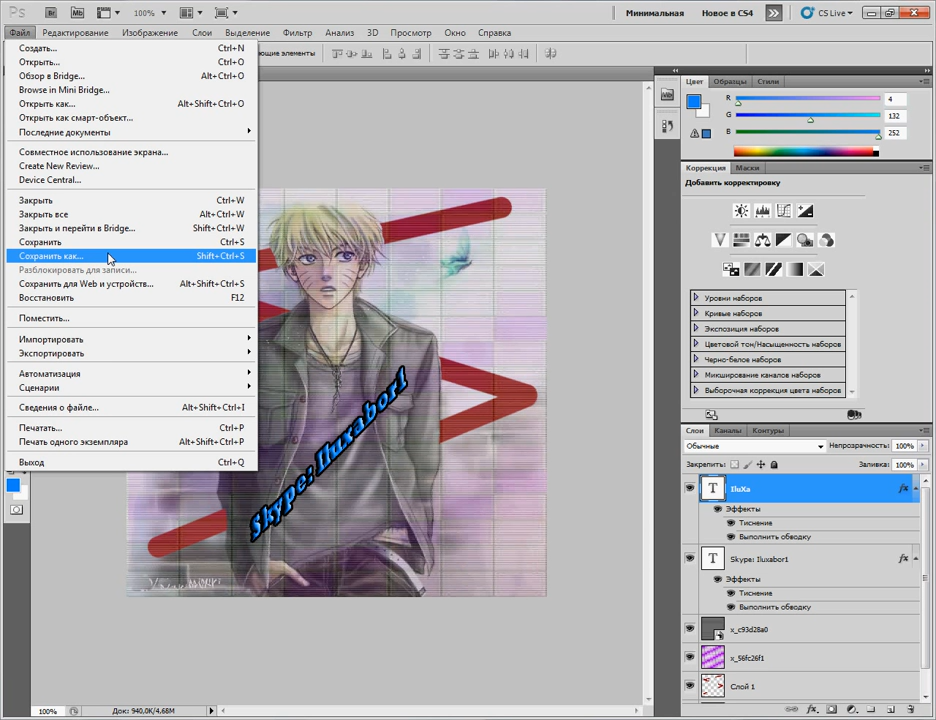 Ps Br Mb 100% Минимальная Новое в CS4 CS Live
Файл Редактирование Изображение Слои Выделение Фильтр Анализ 3D Просмотр Окно Справка
Создать... Ctrl+N
Открыть... Ctrl+O
Обзор в Bridge... Alt+Ctrl+O
Browse in Mini Bridge...
Открыть как... Alt+Shift+Ctrl+O
Открыть как смарт-объект...
Последние документы
Совместное использование экрана...
Create New Review...
Device Central...
Закрыть Ctrl+W
Закрыть все Alt+Ctrl+W
Закрыть и перейти в Bridge... Shift+Ctrl+W
Сохранить Ctrl+S
Сохранить как... Shift+Ctrl+S
Разблокировать для записи...
Сохранить для Web и устройств... Alt+Shift+Ctrl+S
Восстановить F12
Поместить...
Импортировать
Экспортировать
Автоматизация
Сценарии
Сведения о файле... Alt+Shift+Ctrl+I
Печатать... Ctrl+P
Печать одного экземпляра Alt+Shift+Ctrl+P
Выход Ctrl+Q
ющие элементы
Skype: Iluxabor1
100% Док: 940,0K/4,68M
Mb
Цвет Образцы Стили
R 4
G 132
B 252
Коррекция Маски
Добавить корректировку
Уровни наборов
Кривые наборов
Экспозиция наборов
Цветовой тон/Насыщенность наборов
Черно-белое наборов
Микширование каналов наборов
Выборочная коррекция цвета наборов
Слои Каналы Контуры
Обычные Непрозрачность: 100%
Закрепить: Заливка: 100%
T IluXa fx
Эффекты
Тиснение
Выполнить обводку
T Skype: Iluxabor1 fx
Эффекты
Тиснение
Выполнить обводку
x_c93d28a0
x_56fc26f1
Слой 1
fx